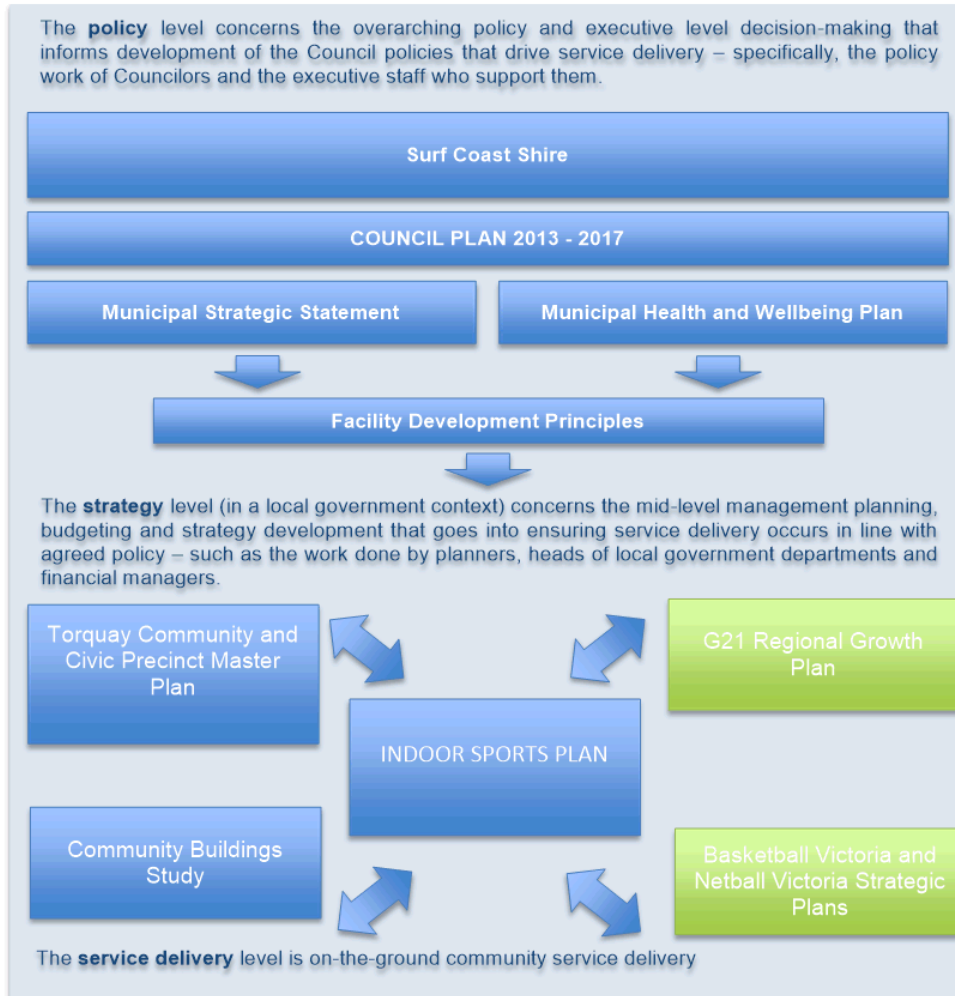 The policy level concerns the overarching policy and executive level decision-making that
informs development of the Council policies that drive service delivery – specifically, the policy
work of Councilors and the executive staff who support them.
Surf Coast Shire
COUNCIL PLAN 2013 - 2017
Municipal Strategic Statement
Municipal Health and Wellbeing Plan
Facility Development Principles
The strategy level (in a local government context) concerns the mid-level management planning,
budgeting and strategy development that goes into ensuring service delivery occurs in line with
agreed policy – such as the work done by planners, heads of local government departments and
financial managers.
Torquay Community and
Civic Precinct Master
Plan
G21 Regional Growth
Plan
INDOOR SPORTS PLAN
Community Buildings
Study
Basketball Victoria and
Netball Victoria Strategic
Plans
The service delivery level is on-the-ground community service delivery